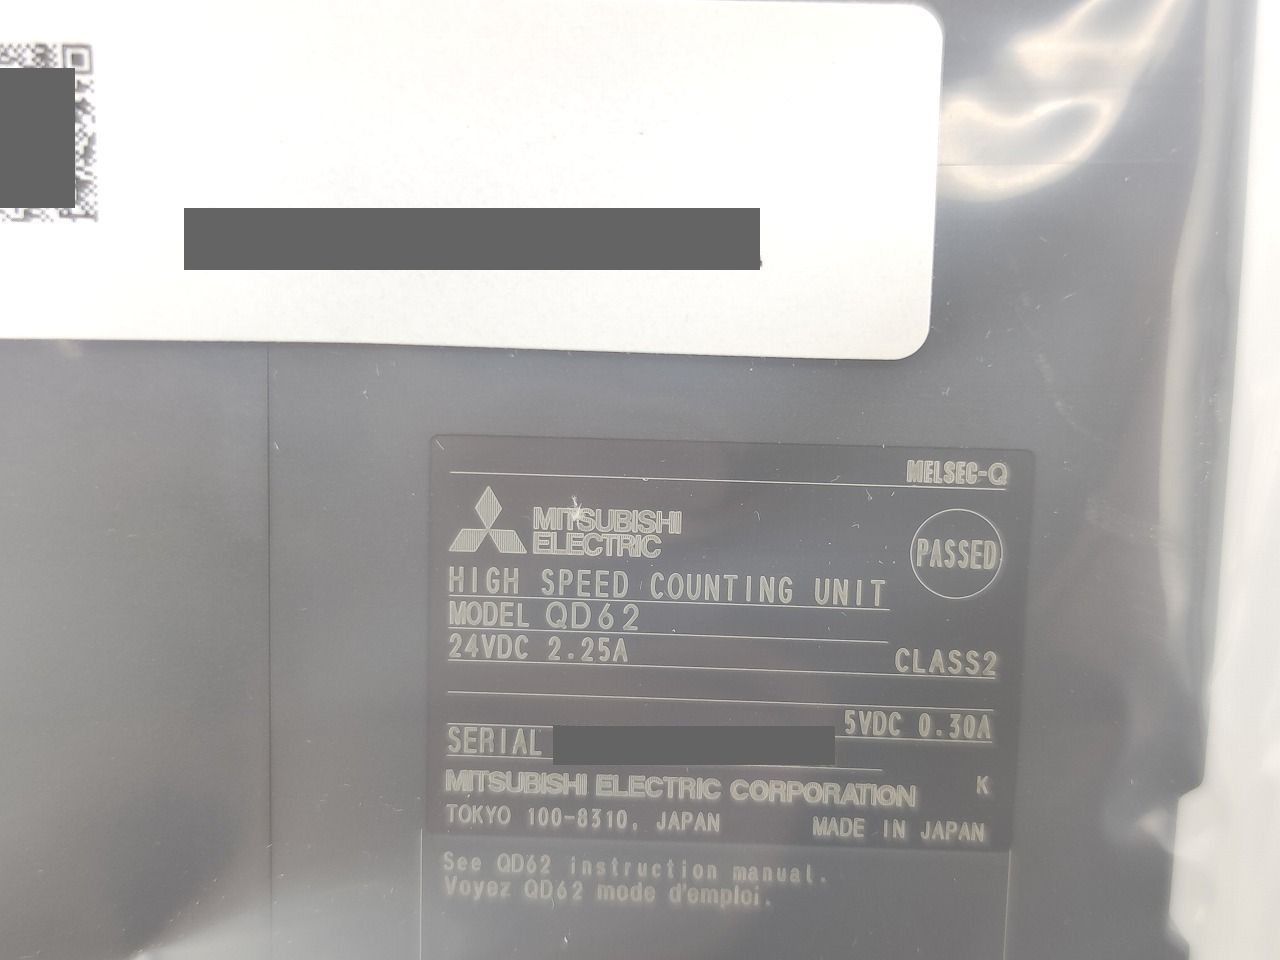 MELSEC-Q
MITSUBISHI
ELECTRIC
PASSED
HIGH SPEED COUNTING UNIT
MODEL QD62
24VDC 2.25A
CLASS2
5VDC 0.30A
SERIAL
K
MITSUBISHI ELECTRIC CORPORATION
TOKYO 100-8310, JAPAN MADE IN JAPAN
See QD62 instruction manual.
Voyez QD62 mode d'emploi.